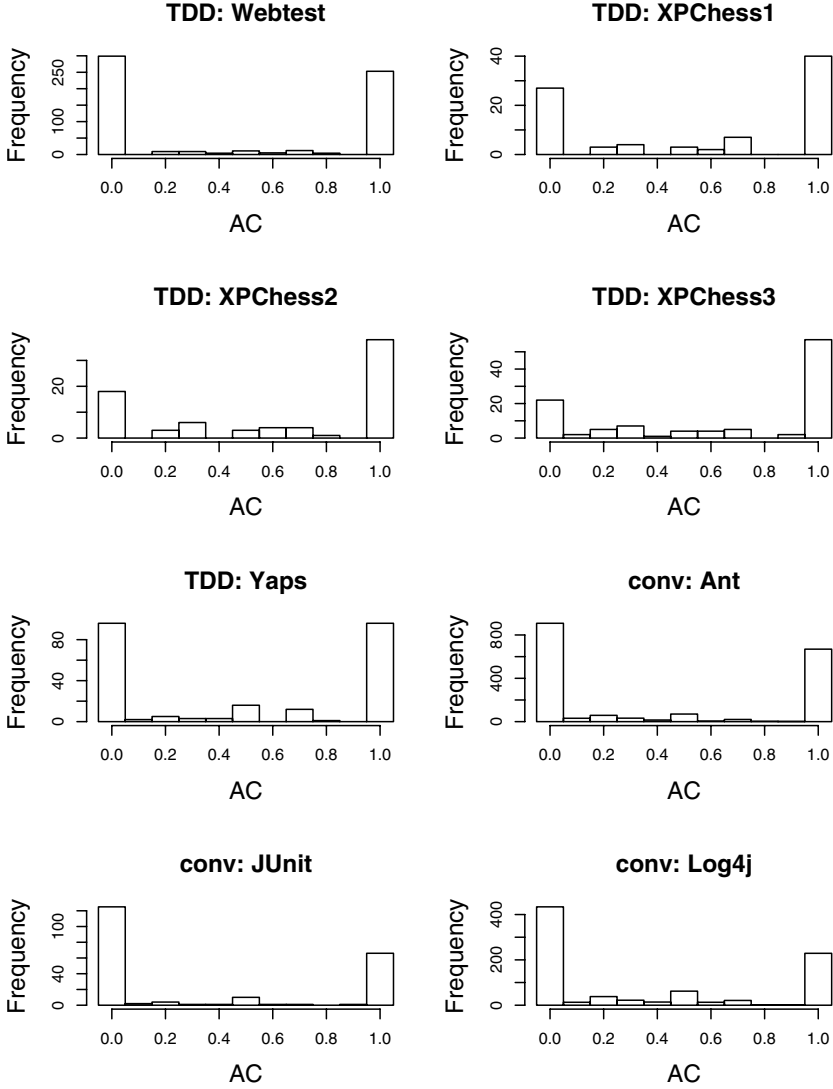 TDD: Webtest
Frequency
0 100 250
0.0 0.2 0.4 0.6 0.8 1.0
AC
TDD: XPChess1
Frequency
0 20 40
0.0 0.2 0.4 0.6 0.8 1.0
AC
TDD: XPChess2
Frequency
0 20
0.0 0.2 0.4 0.6 0.8 1.0
AC
TDD: XPChess3
Frequency
0 20 40
0.0 0.2 0.4 0.6 0.8 1.0
AC
TDD: Yaps
Frequency
0 40 80
0.0 0.2 0.4 0.6 0.8 1.0
AC
conv: Ant
Frequency
0 400 800
0.0 0.2 0.4 0.6 0.8 1.0
AC
conv: JUnit
Frequency
0 40 100
0.0 0.2 0.4 0.6 0.8 1.0
AC
conv: Log4j
Frequency
0 200 400
0.0 0.2 0.4 0.6 0.8 1.0
AC